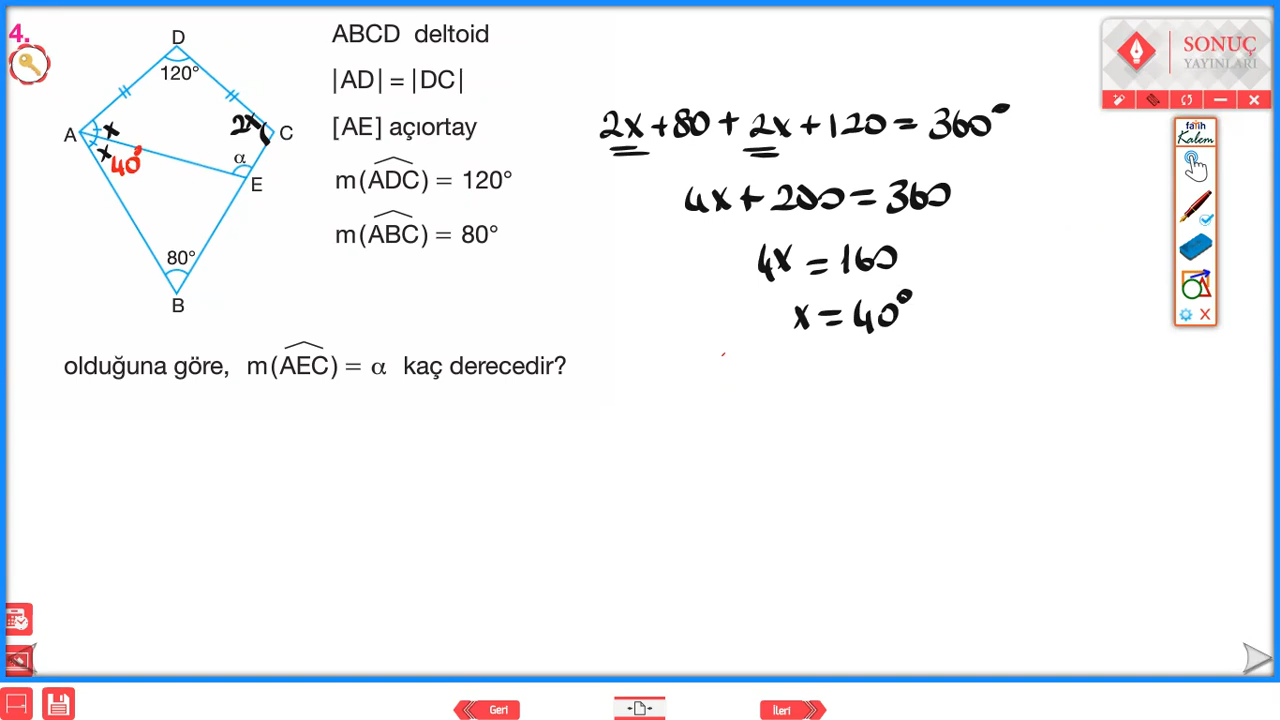 4.
ABCD deltoid
|AD| = |DC|
[AE] açıortay
m(ADC) = 120°
m(ABC) = 80°
D
120°
A
x
x
40°
2x
C
α
E
80°
B
olduğuna göre, m(AEC) = α kaç derecedir?
2x + 80 + 2x + 120 = 360°
4x + 200 = 360
4x = 160
x = 40°
SONUÇ
YAYINLARI
fatih
Kalem
Geri
İleri